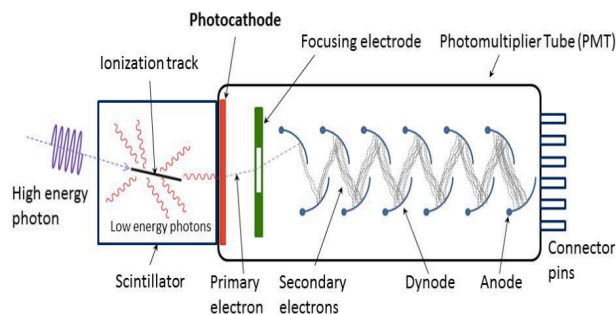 Photocathode
Ionization track
Focusing electrode
Photomultiplier Tube (PMT)
High energy
photon
Low energy photons
Scintillator
Primary
electron
Secondary
electrons
Dynode
Anode
Connector
pins